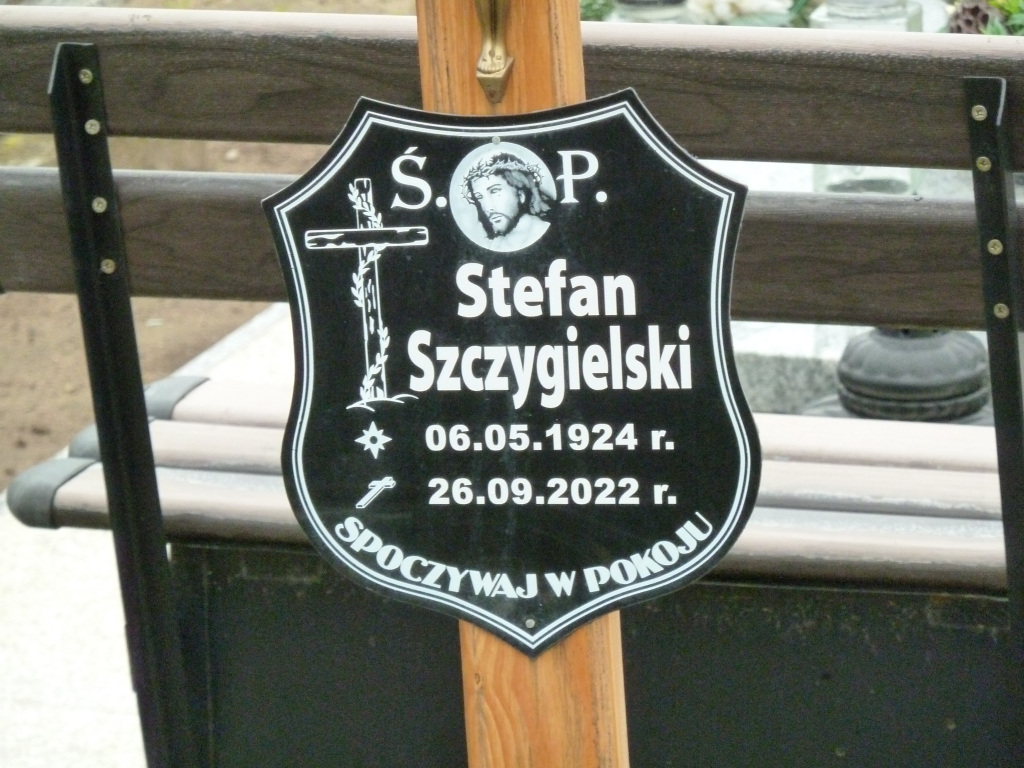 Ś. P.
Stefan
Szczygielski
06.05.1924 r.
26.09.2022 r.
SPOCZYWAJ W POKOJU